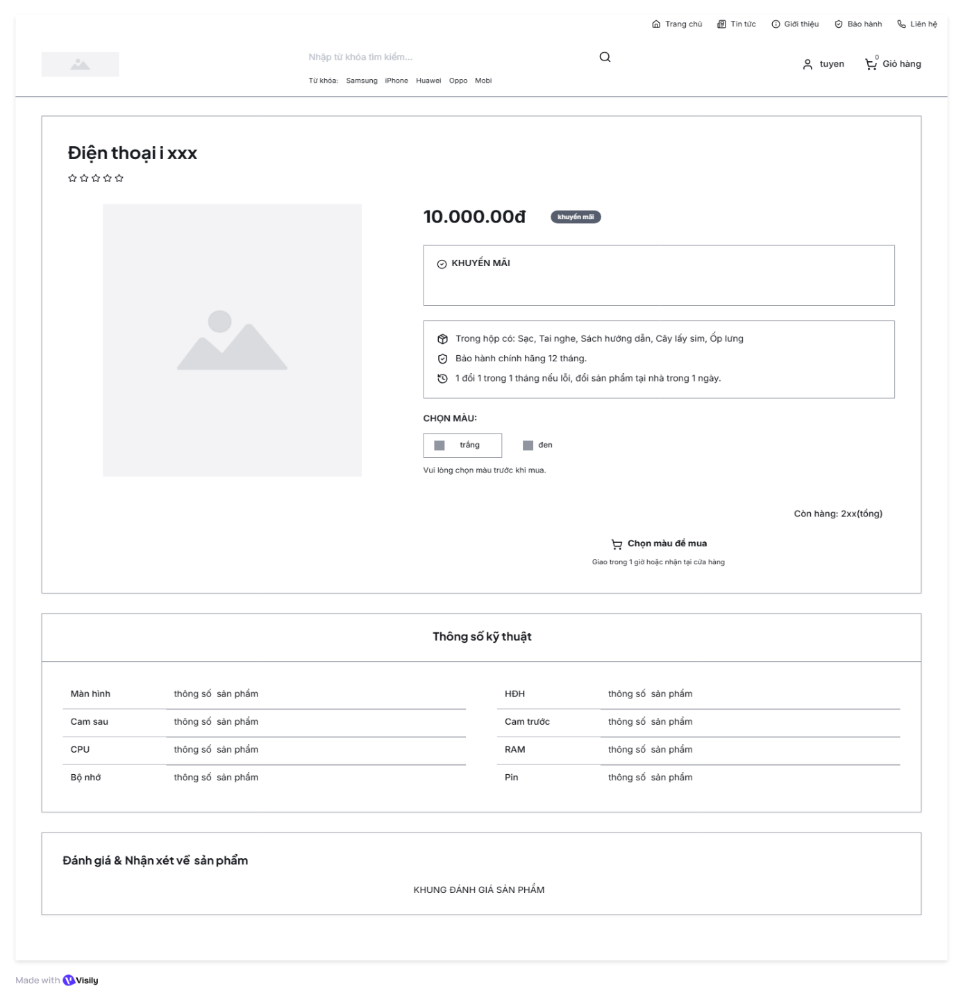 Trang chủ Tin tức Giới thiệu Bảo hành Liên hệ
Nhập từ khóa tìm kiếm...
tuyen 0 Giỏ hàng
Từ khóa: Samsung iPhone Huawei Oppo Mobi
Điện thoại i xxx
10.000.00đ khuyến mãi
KHUYẾN MÃI
Trong hộp có: Sạc, Tai nghe, Sách hướng dẫn, Cây lấy sim, Ốp lưng
Bảo hành chính hãng 12 tháng.
1 đổi 1 trong 1 tháng nếu lỗi, đổi sản phẩm tại nhà trong 1 ngày.
CHỌN MÀU:
trắng đen
Vui lòng chọn màu trước khi mua.
Còn hàng: 2xx(tổng)
Chọn màu để mua
Giao trong 1 giờ hoặc nhận tại cửa hàng
Thông số kỹ thuật
Màn hình thông số sản phẩm HĐH thông số sản phẩm
Cam sau thông số sản phẩm Cam trước thông số sản phẩm
CPU thông số sản phẩm RAM thông số sản phẩm
Bộ nhớ thông số sản phẩm Pin thông số sản phẩm
Đánh giá & Nhận xét về sản phẩm
KHUNG ĐÁNH GIÁ SẢN PHẨM
Made with Visily